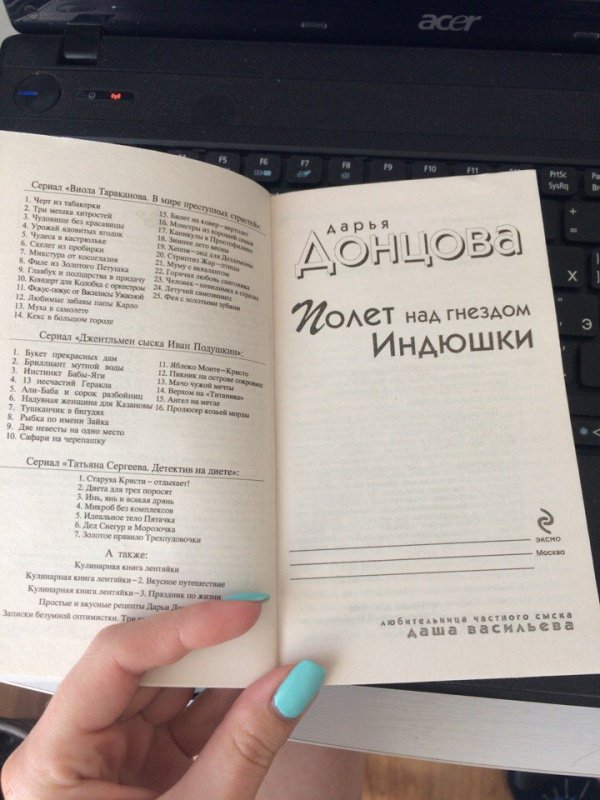 acer
F5
F6
F7
F8
F9
F10
F11
PrtSc
SysRq
Сериал «Виола Тараканова. В мире преступных страстей»:
1. Черт из табакерки
2. Три мешка хитростей
3. Чудовище без красавицы
4. Урожай ядовитых ягодок
5. Чудеса в кастрюльке
6. Скелет из пробирки
7. Микстура от косоглазия
8. Филе из Золотого Петушка
9. Главбух и полцарства в придачу
10. Концерт для Колобка с оркестром
11. Фокус-покус от Василисы Ужасной
12. Любимые забавы папы Карло
13. Муха в самолете
14. Кекс в большом городе
15. Билет на ковер-вертолет
16. Монстры из хорошей семьи
17. Каникулы в Простофилино
18. Зимнее лето весны
19. Хеппи-энд для Дездемоны
20. Стриптиз Жар-птицы
21. Муму с аквалангом
22. Горячая любовь снеговика
23. Человек-невидимка в стразах
24. Летучий самозванец
25. Фея с золотыми зубами
Сериал «Джентльмен сыска Иван Подушкин»:
1. Букет прекрасных дам
2. Бриллиант мутной воды
3. Инстинкт Бабы-Яги
4. 13 несчастий Геракла
5. Али-Баба и сорок разбойниц
6. Надувная женщина для Казановы
7. Тушканчик в бигудях
8. Рыбка по имени Зайка
9. Две невесты на одно место
10. Сафари на черепашку
11. Яблоко Монте-Кристо
12. Пикник на острове сокровищ
13. Мачо чужой мечты
14. Верхом на «Титанике»
15. Ангел на метле
16. Продюсер козьей морды
Сериал «Татьяна Сергеева. Детектив на диете»:
1. Старуха Кристи – отдыхает!
2. Диета для трех поросят
3. Инь, янь и всякая дрянь
4. Микроб без комплексов
5. Идеальное тело Пятачка
6. Дед Снегур и Морозочка
7. Золотое правило Трехпудовочки
А также:
Кулинарная книга лентяйки
Кулинарная книга лентяйки–2. Вкусное путешествие
Кулинарная книга лентяйки–3. Праздник по жизни
Простые и вкусные рецепты Дарьи
Записки безумной оптимистки. Три
дарья
Донцова
Полет над гнездом
Индюшки
эксмо
Москва
любительница частного сыска
даша васильева